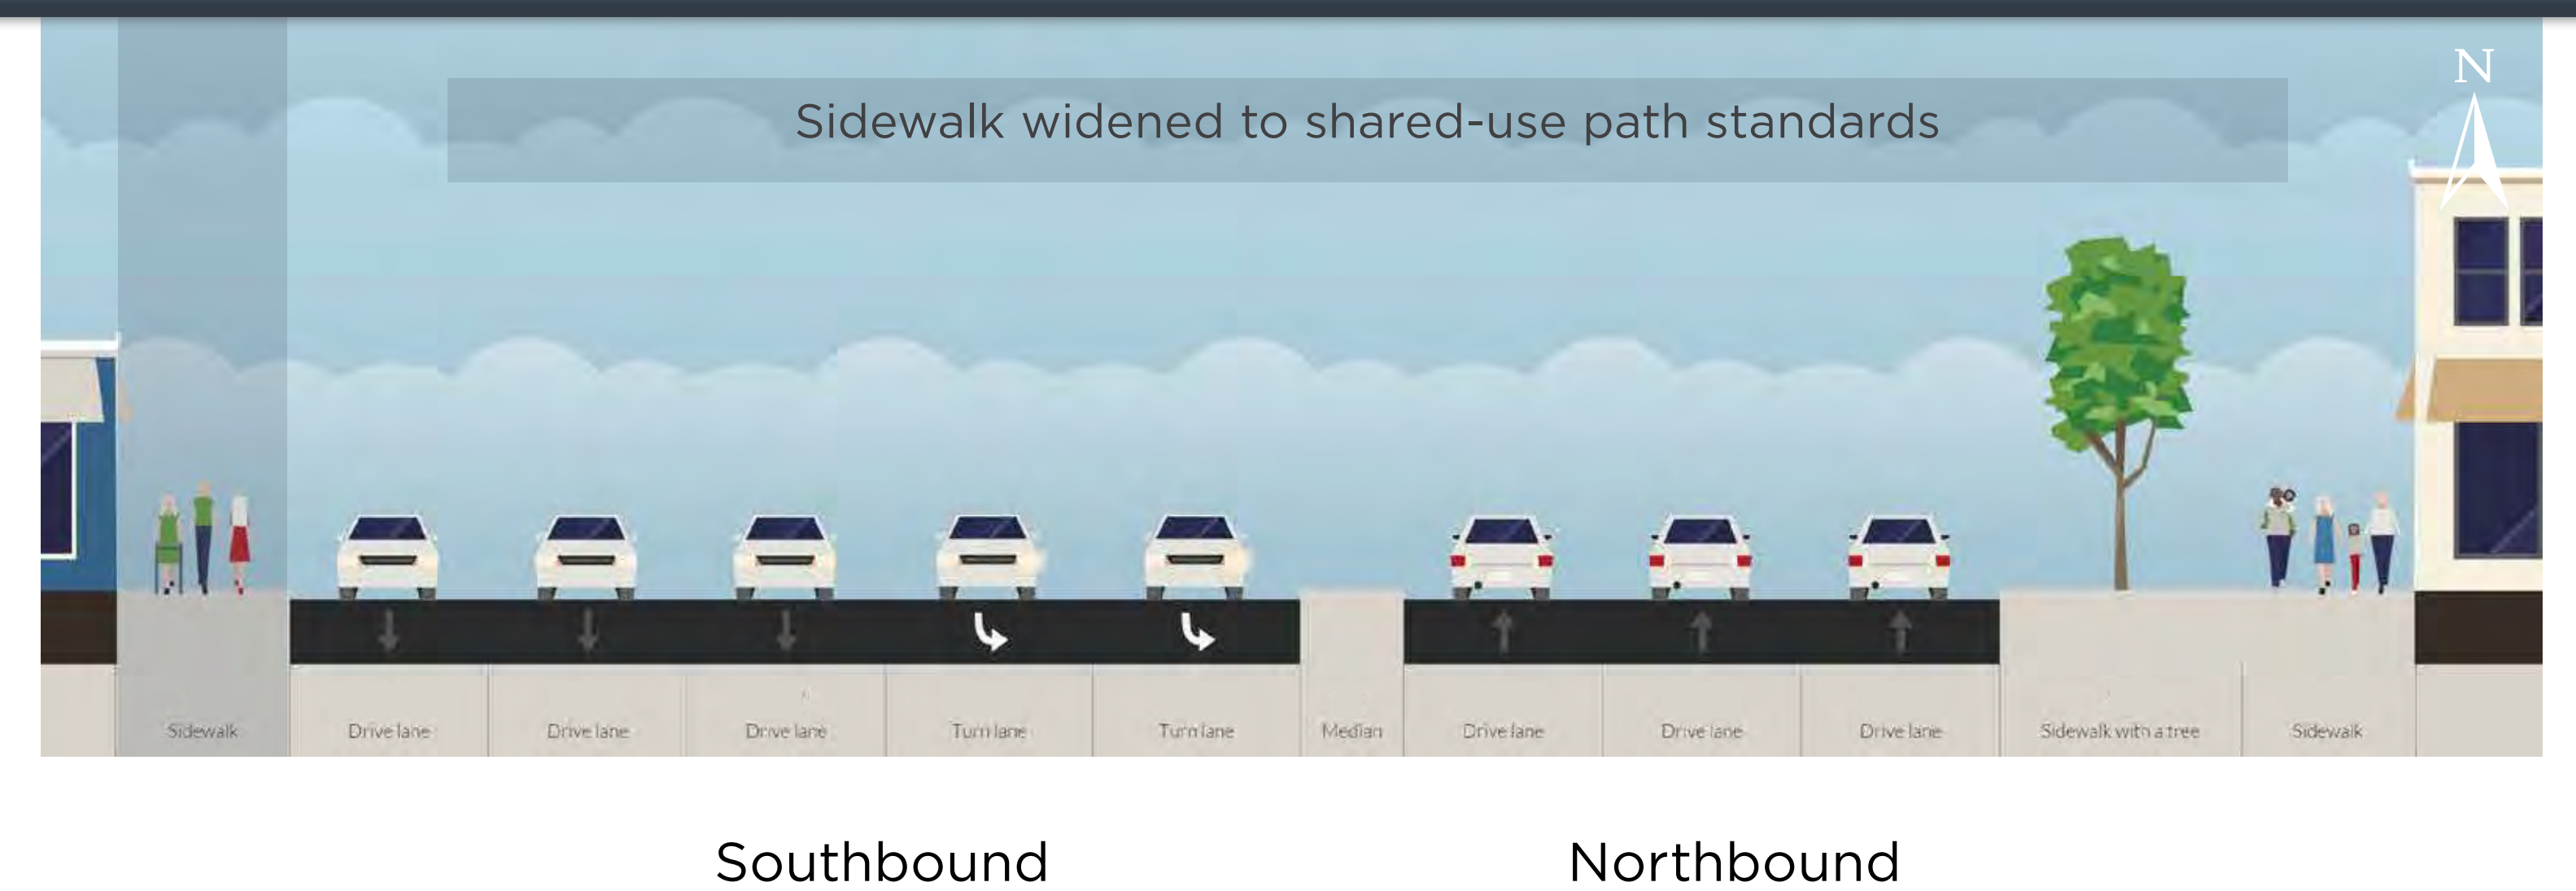 N
Sidewalk widened to shared-use path standards
Sidewalk
Drive lane
Drive lane
Drive lane
Turn lane
Turn lane
Median
Drive lane
Drive lane
Drive lane
Sidewalk with a tree
Sidewalk
Southbound
Northbound